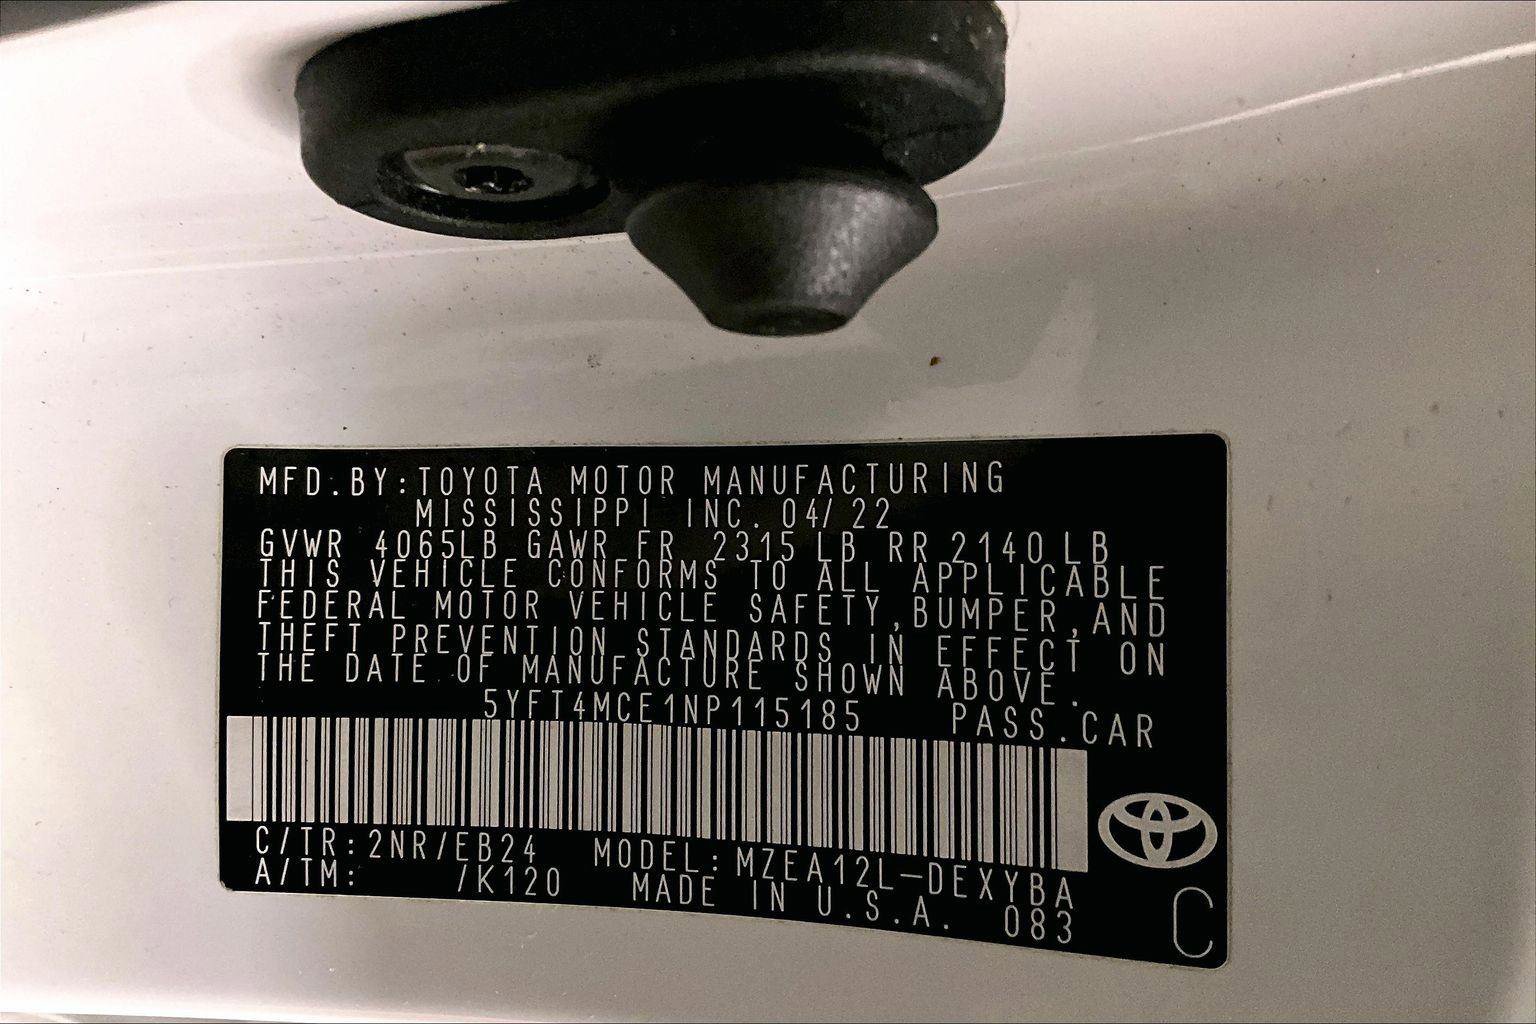 MFD.BY:TOYOTA MOTOR MANUFACTURING
MISSISSIPPI INC. 04/22
GVWR 4065LB GAWR FR 2315 LB RR 2140LB
THIS VEHICLE CONFORMS TO ALL APPLICABLE
FEDERAL MOTOR VEHICLE SAFETY,BUMPER,AND
THEFT PREVENTION STANDARDS IN EFFECT ON
THE DATE OF MANUFACTURE SHOWN ABOVE.
5YFT4MCE1NP115185 PASS.CAR
C/TR:2NR/EB24 MODEL:MZEA12L-DEXYBA
A/TM: /K120 MADE IN U.S.A. 083
C